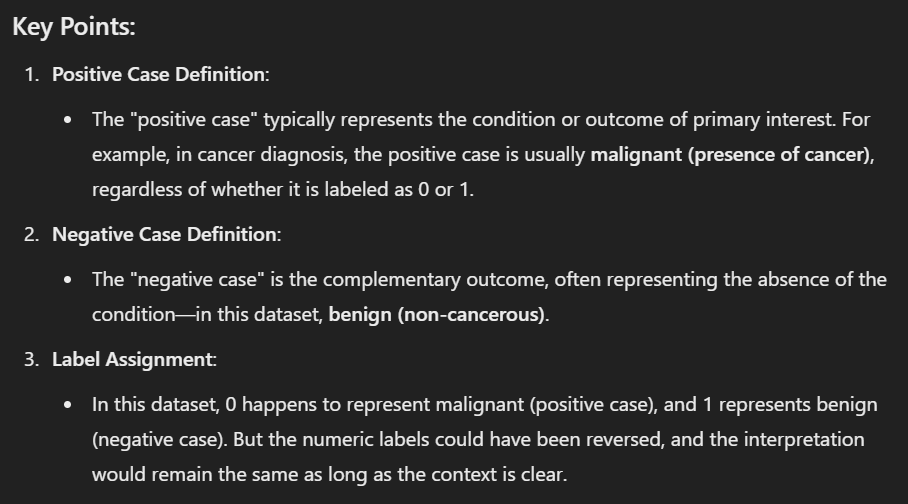 Key Points:
1. Positive Case Definition:
• The "positive case" typically represents the condition or outcome of primary interest. For
example, in cancer diagnosis, the positive case is usually malignant (presence of cancer),
regardless of whether it is labeled as 0 or 1.
2. Negative Case Definition:
• The "negative case" is the complementary outcome, often representing the absence of the
condition—in this dataset, benign (non-cancerous).
3. Label Assignment:
• In this dataset, 0 happens to represent malignant (positive case), and 1 represents benign
(negative case). But the numeric labels could have been reversed, and the interpretation
would remain the same as long as the context is clear.